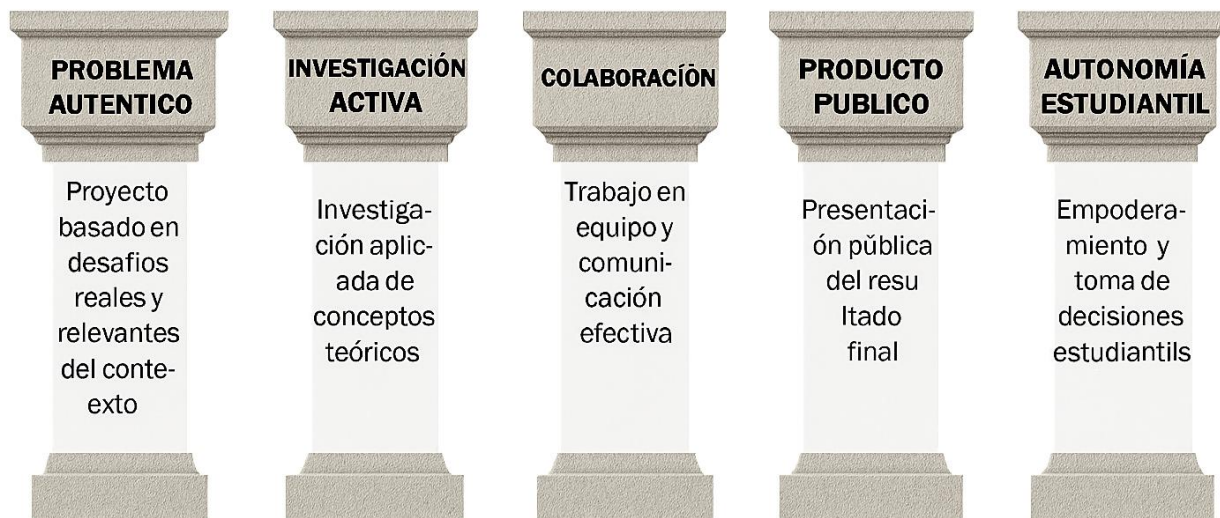 PROBLEMA
AUTENTICO
Proyecto
basado en
desafios
reales y
relevantes
del conte-
exto
INVESTIGACIÓN
ACTIVA
Investiga-
ción aplic-
ada de
conceptos
teóricos
COLABORACÍÓN
Trabajo en
equipo y
comuni-
cación
efectiva
PRODUCTO
PUBLICO
Presentaci-
ón pǔblica
del resu
ltado
final
AUTONOMÍA
ESTUDIANTIL
Empodera-
miento y
toma de
decisiones
estudiantils